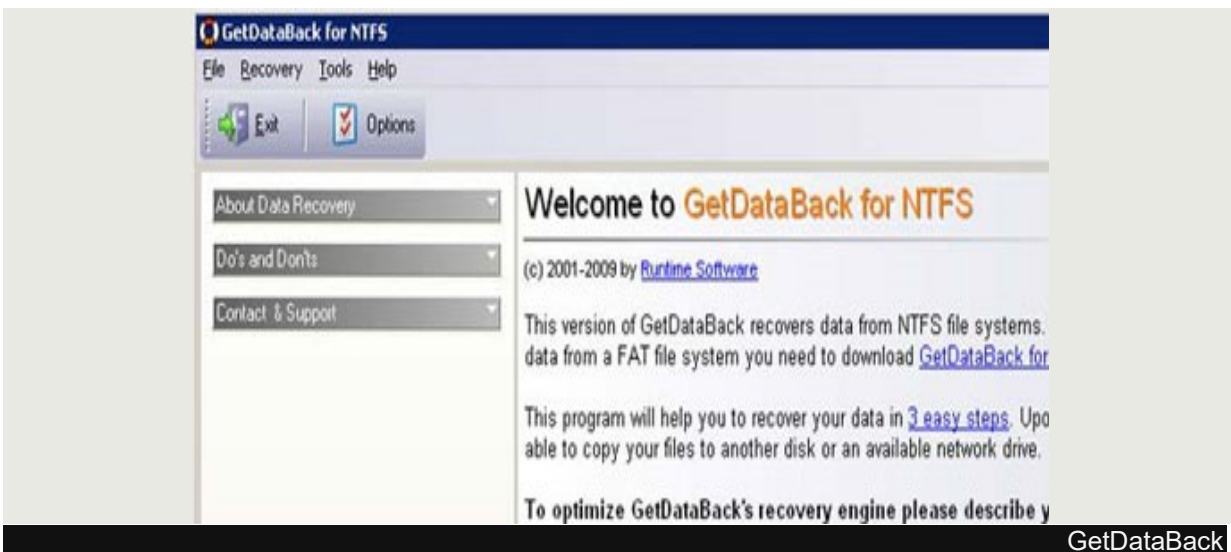 GetDataBack for NTFS
File Recovery Tools Help
Exit Options
About Data Recovery
Do's and Don'ts
Contact & Support
Welcome to GetDataBack for NTFS
(c) 2001-2009 by Runtime Software
This version of GetDataBack recovers data from NTFS file systems.
data from a FAT file system you need to download GetDataBack for
This program will help you to recover your data in 3 easy steps. Upo
able to copy your files to another disk or an available network drive.
To optimize GetDataBack's recovery engine please describe y
GetDataBack